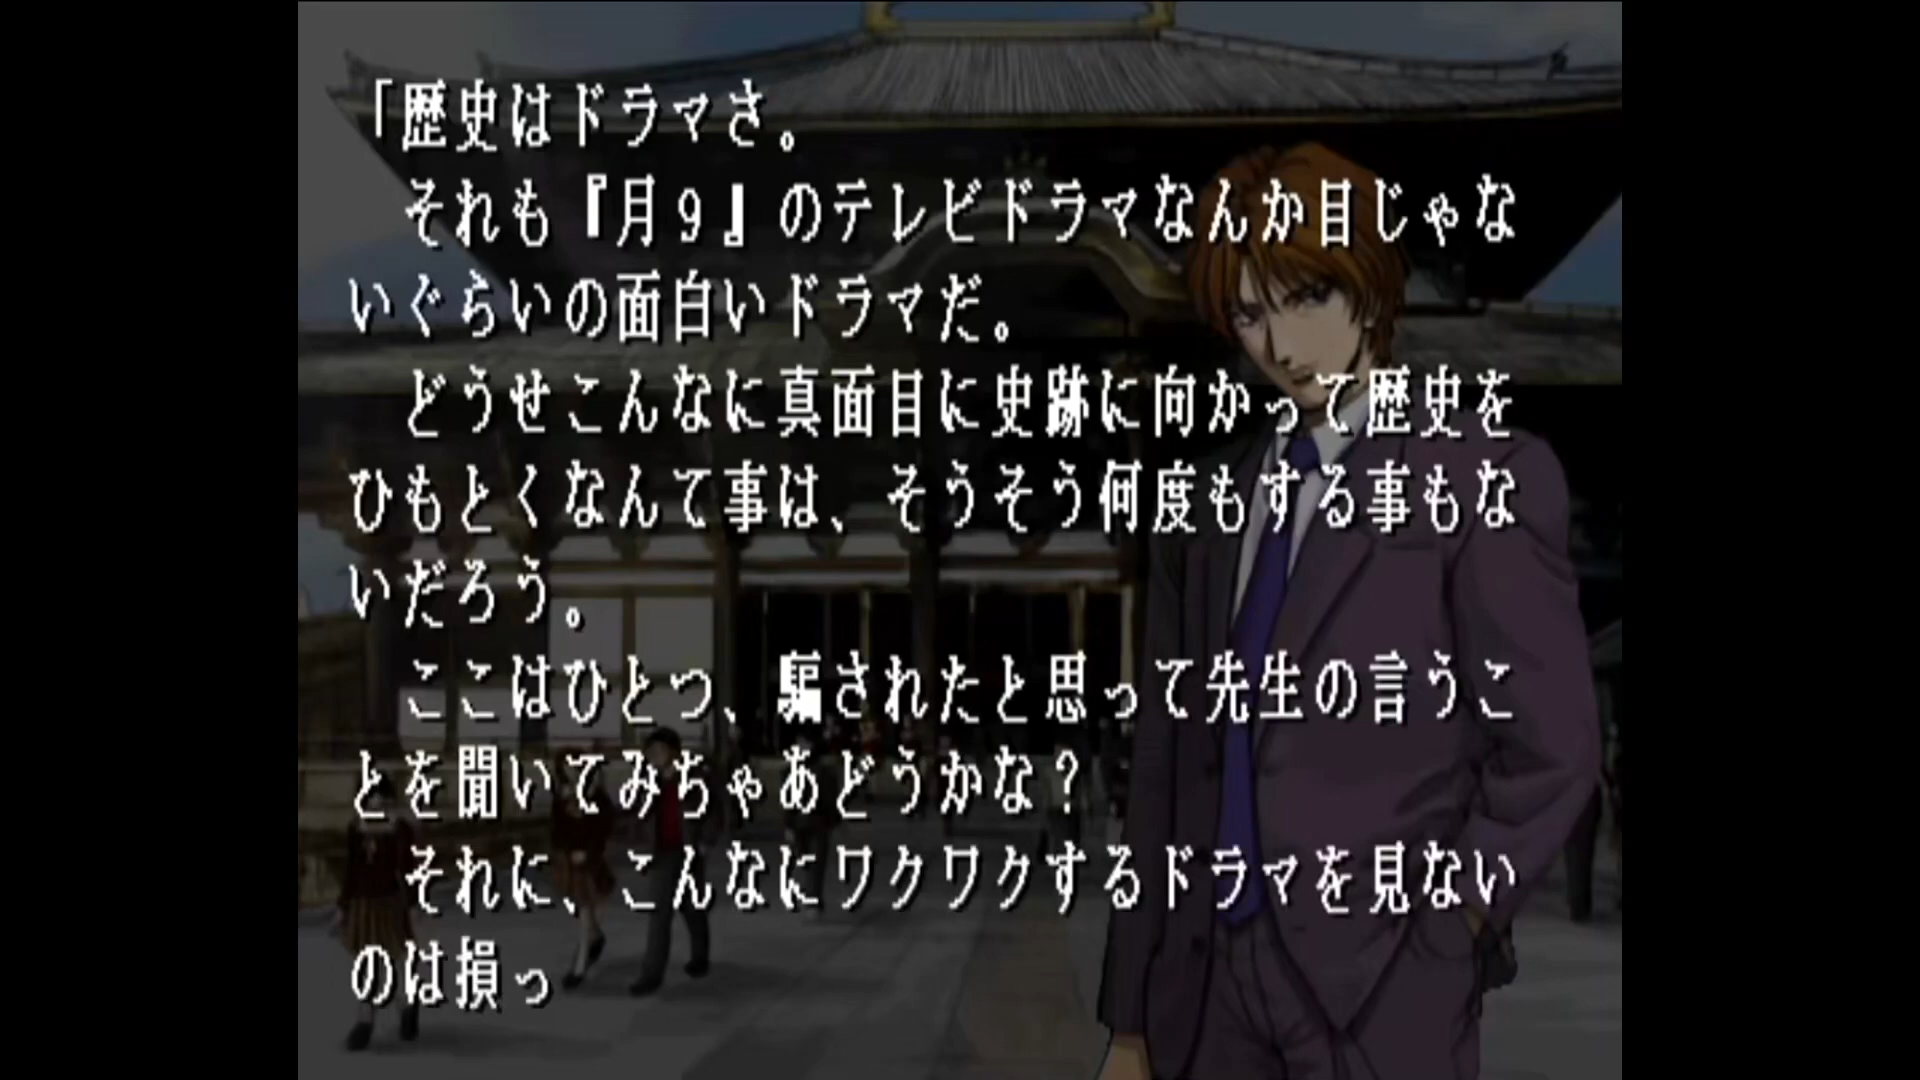 「歴史はドラマさ。
それも『月9』のテレビドラマなんか目じゃな
いぐらいの面白いドラマだ。
どうせこんなに真面目に史跡に向かって歴史を
ひもとくなんて事は、そうそう何度もする事もな
いだろう。
ここはひとつ、騙されたと思って先生の言うこ
とを聞いてみちゃあどうかな?
それに、こんなにワクワクするドラマを見ない
のは損っ